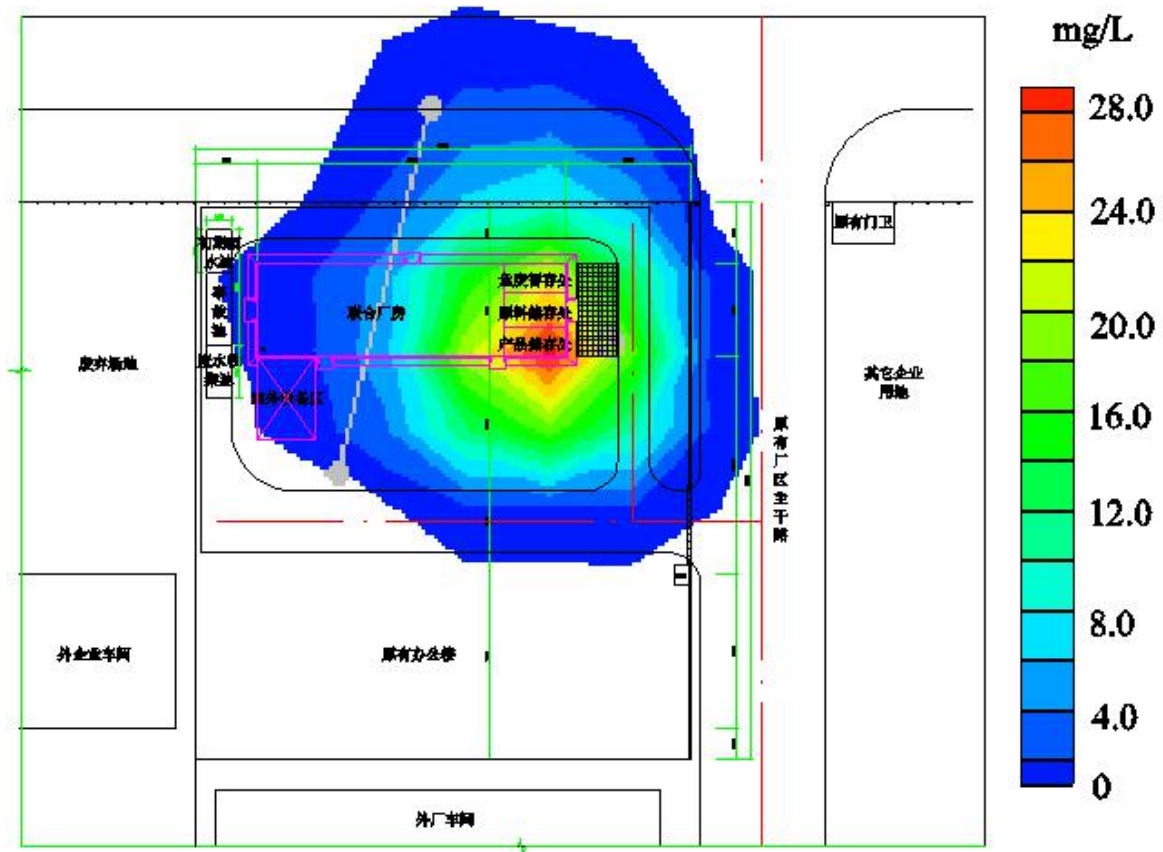 mg/L
28.0
24.0
20.0
16.0
12.0
8.0
4.0
0
原有门卫
危废暂存处
原料储存处
产品储存处
联合厂房
废弃场地
其它企业
用地
原有厂区主干路
外企业车间
原有办公楼
外厂车间